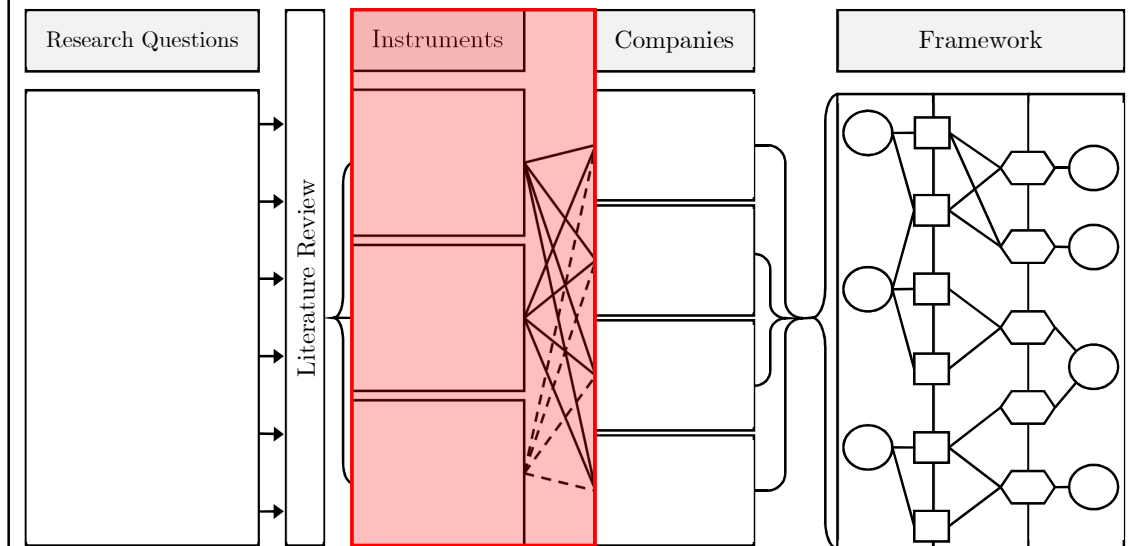 Research Questions
Literature Review
Instruments
Companies
Framework